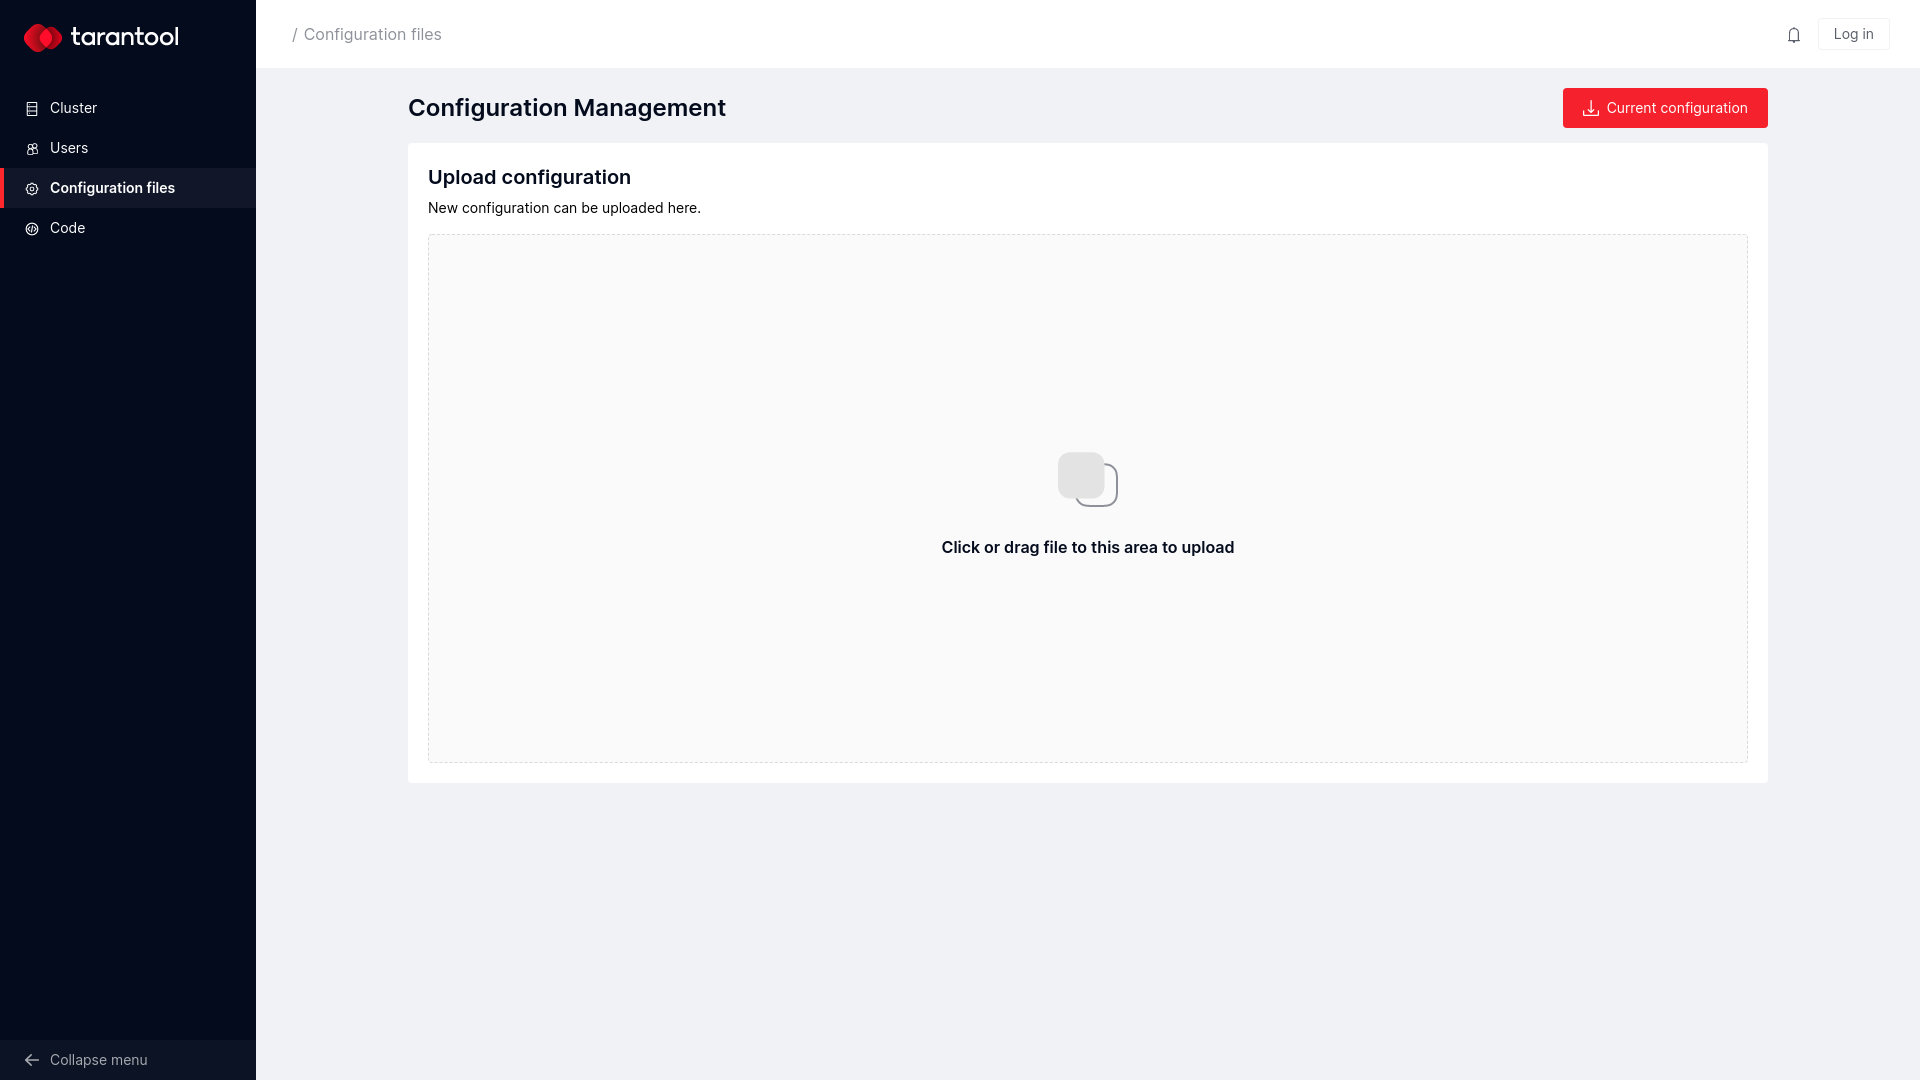 tarantool
/ Configuration files
Log in
Cluster
Users
Configuration files
Code
Configuration Management
Current configuration
Upload configuration
New configuration can be uploaded here.
Click or drag file to this area to upload
Collapse menu